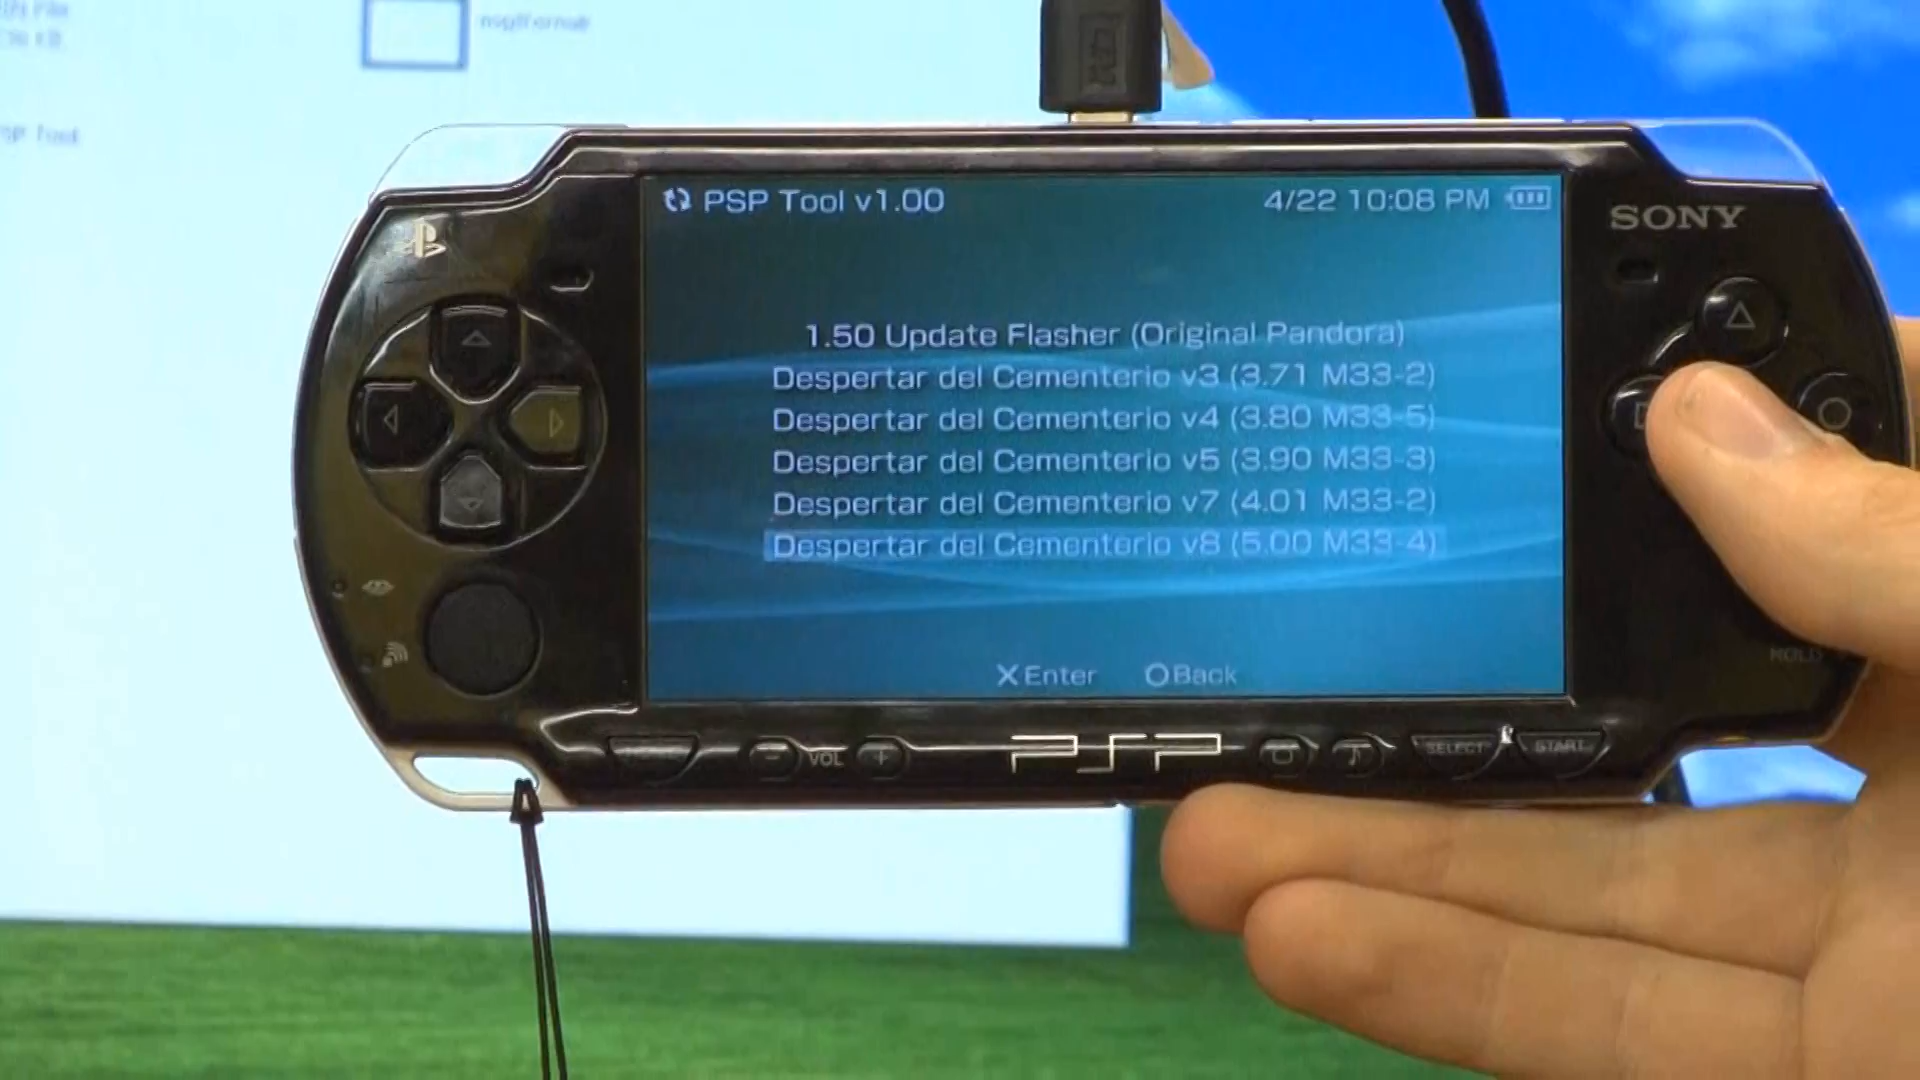 PSP Tool v1.00
4/22 10:08 PM
SONY
1.50 Update Flasher (Original Pandora)
Despertar del Cementerio v3 (3.71 M33-2)
Despertar del Cementerio v4 (3.80 M33-5)
Despertar del Cementerio v5 (3.90 M33-3)
Despertar del Cementerio v7 (4.01 M33-2)
Despertar del Cementerio v8 (5.00 M33-4)
XEnter OBack
HOLD
- VOL +
PSP
SELECT
START